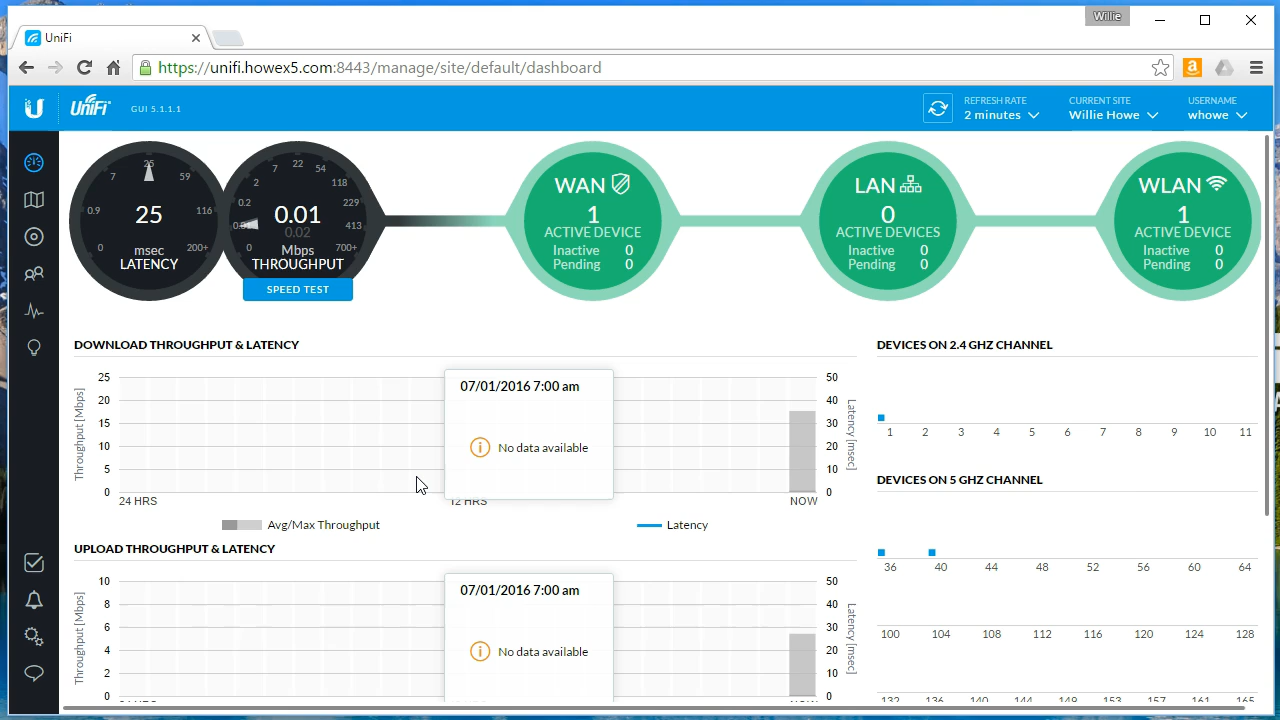 Willie
UniFi
https://unifi.howex5.com:8443/manage/site/default/dashboard
U UniFi GUI 5.1.1.1
REFRESH RATE CURRENT SITE USERNAME
2 minutes Willie Howe whowe
0 0.9 7 25 59 116 200+
25
msec
LATENCY
0 0.2 2 7 22 54 118 229 413 700+
0.01
0.02
Mbps
THROUGHPUT
SPEED TEST
WAN
1
ACTIVE DEVICE
Inactive 0
Pending 0
LAN
0
ACTIVE DEVICES
Inactive 0
Pending 0
WLAN
1
ACTIVE DEVICE
Inactive 0
Pending 0
DOWNLOAD THROUGHPUT & LATENCY
Throughput [Mbps]
25
20
15
10
5
0
07/01/2016 7:00 am
No data available
50
40
30
20
10
0
Latency [msec]
24 HRS 12 HRS NOW
Avg/Max Throughput Latency
UPLOAD THROUGHPUT & LATENCY
Throughput [Mbps]
10
8
6
4
2
0
07/01/2016 7:00 am
No data available
50
40
30
20
10
0
Latency [msec]
DEVICES ON 2.4 GHZ CHANNEL
1 2 3 4 5 6 7 8 9 10 11
DEVICES ON 5 GHZ CHANNEL
36 40 44 48 52 56 60 64
100 104 108 112 116 120 124 128
132 136 140 144 149 153 157 161 165